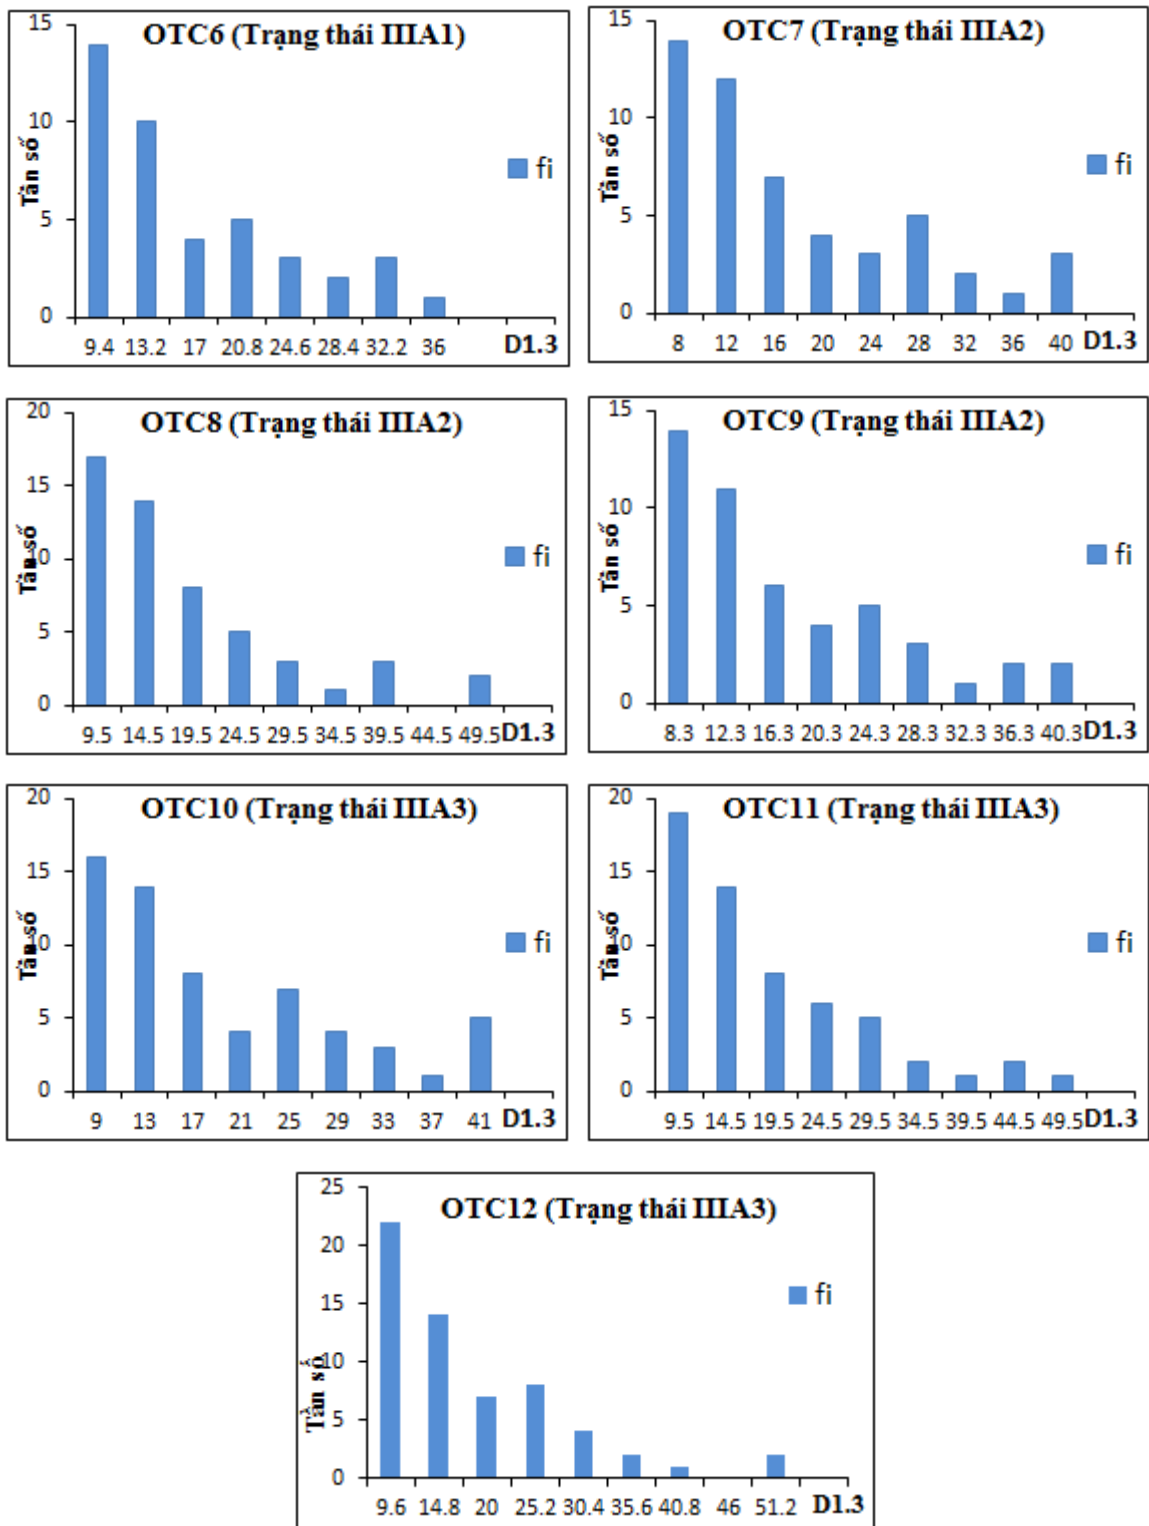 OTC6 (Trạng thái IIIA1)
15
10
5
0
Tần số
fi
9.4 13.2 17 20.8 24.6 28.4 32.2 36 D1.3
OTC7 (Trạng thái IIIA2)
15
10
5
0
Tần số
fi
8 12 16 20 24 28 32 36 40 D1.3
OTC8 (Trạng thái IIIA2)
20
15
10
5
0
Tần số
fi
9.5 14.5 19.5 24.5 29.5 34.5 39.5 44.5 49.5 D1.3
OTC9 (Trạng thái IIIA2)
15
10
5
0
Tần số
fi
8.3 12.3 16.3 20.3 24.3 28.3 32.3 36.3 40.3 D1.3
OTC10 (Trạng thái IIIA3)
20
15
10
5
0
Tần số
fi
9 13 17 21 25 29 33 37 41 D1.3
OTC11 (Trạng thái IIIA3)
20
15
10
5
0
Tần số
fi
9.5 14.5 19.5 24.5 29.5 34.5 39.5 44.5 49.5 D1.3
OTC12 (Trạng thái IIIA3)
25
20
15
10
5
0
Tần số
fi
9.6 14.8 20 25.2 30.4 35.6 40.8 46 51.2 D1.3